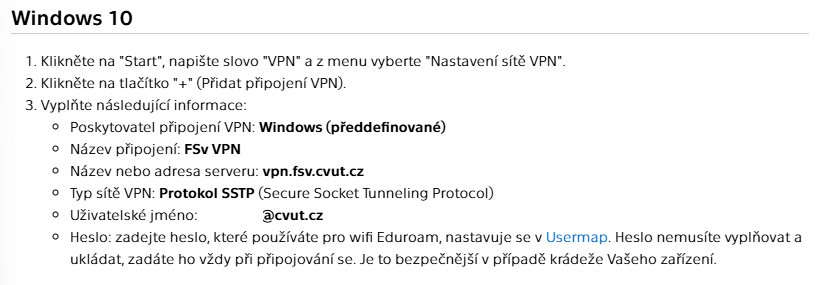 Windows 10
1. Klikněte na "Start", napište slovo "VPN" a z menu vyberte "Nastavení sítě VPN".
2. Klikněte na tlačítko "+" (Přidat připojení VPN).
3. Vyplňte následující informace:
Poskytovatel připojení VPN: Windows (předdefinované)
Název připojení: FSv VPN
Název nebo adresa serveru: vpn.fsv.cvut.cz
Typ sítě VPN: Protokol SSTP (Secure Socket Tunneling Protocol)
Uživatelské jméno: @cvut.cz
Heslo: zadejte heslo, které používáte pro wifi Eduroam, nastavuje se v Usermap. Heslo nemusíte vyplňovat a
ukládat, zadáte ho vždy při připojování se. Je to bezpečnější v případě krádeže Vašeho zařízení.